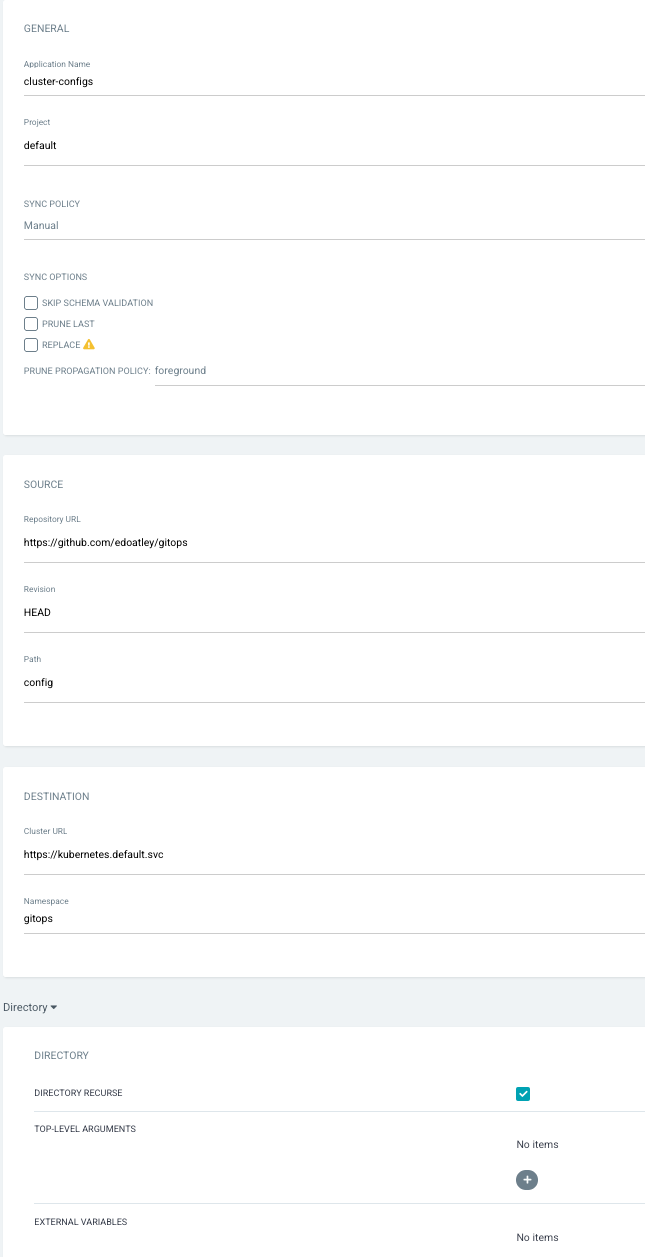 GENERAL
Application Name
cluster-configs
Project
default
SYNC POLICY
Manual
SYNC OPTIONS
SKIP SCHEMA VALIDATION
PRUNE LAST
REPLACE
PRUNE PROPAGATION POLICY: foreground
SOURCE
Repository URL
https://github.com/edoatley/gitops
Revision
HEAD
Path
config
DESTINATION
Cluster URL
https://kubernetes.default.svc
Namespace
gitops
Directory
DIRECTORY
DIRECTORY RECURSE
TOP-LEVEL ARGUMENTS
No items
EXTERNAL VARIABLES
No items